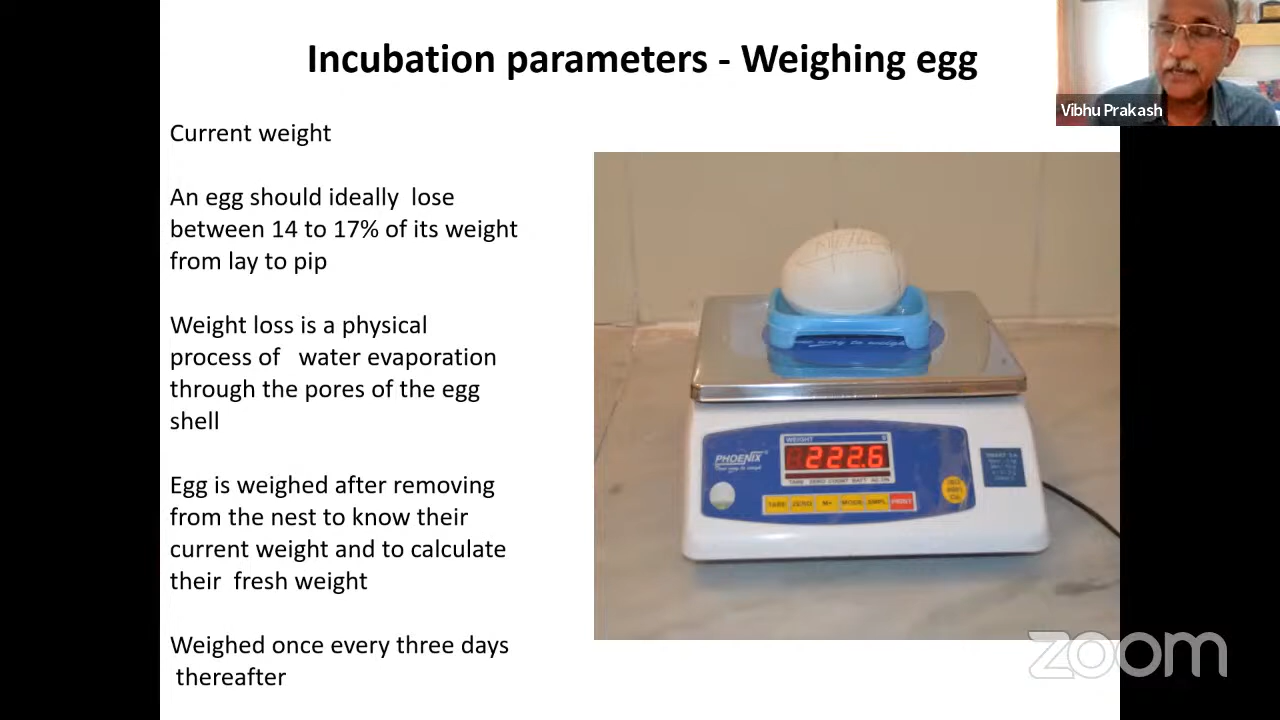 Incubation parameters - Weighing egg
Vibhu Prakash
Current weight
An egg should ideally lose
between 14 to 17% of its weight
from lay to pip
Weight loss is a physical
process of water evaporation
through the pores of the egg
shell
Egg is weighed after removing
from the nest to know their
current weight and to calculate
their fresh weight
Weighed once every three days
thereafter
WEIGHT
PHOENIX
222.6
TARE ZERO M+ MODE SMPL PRINT
zoom